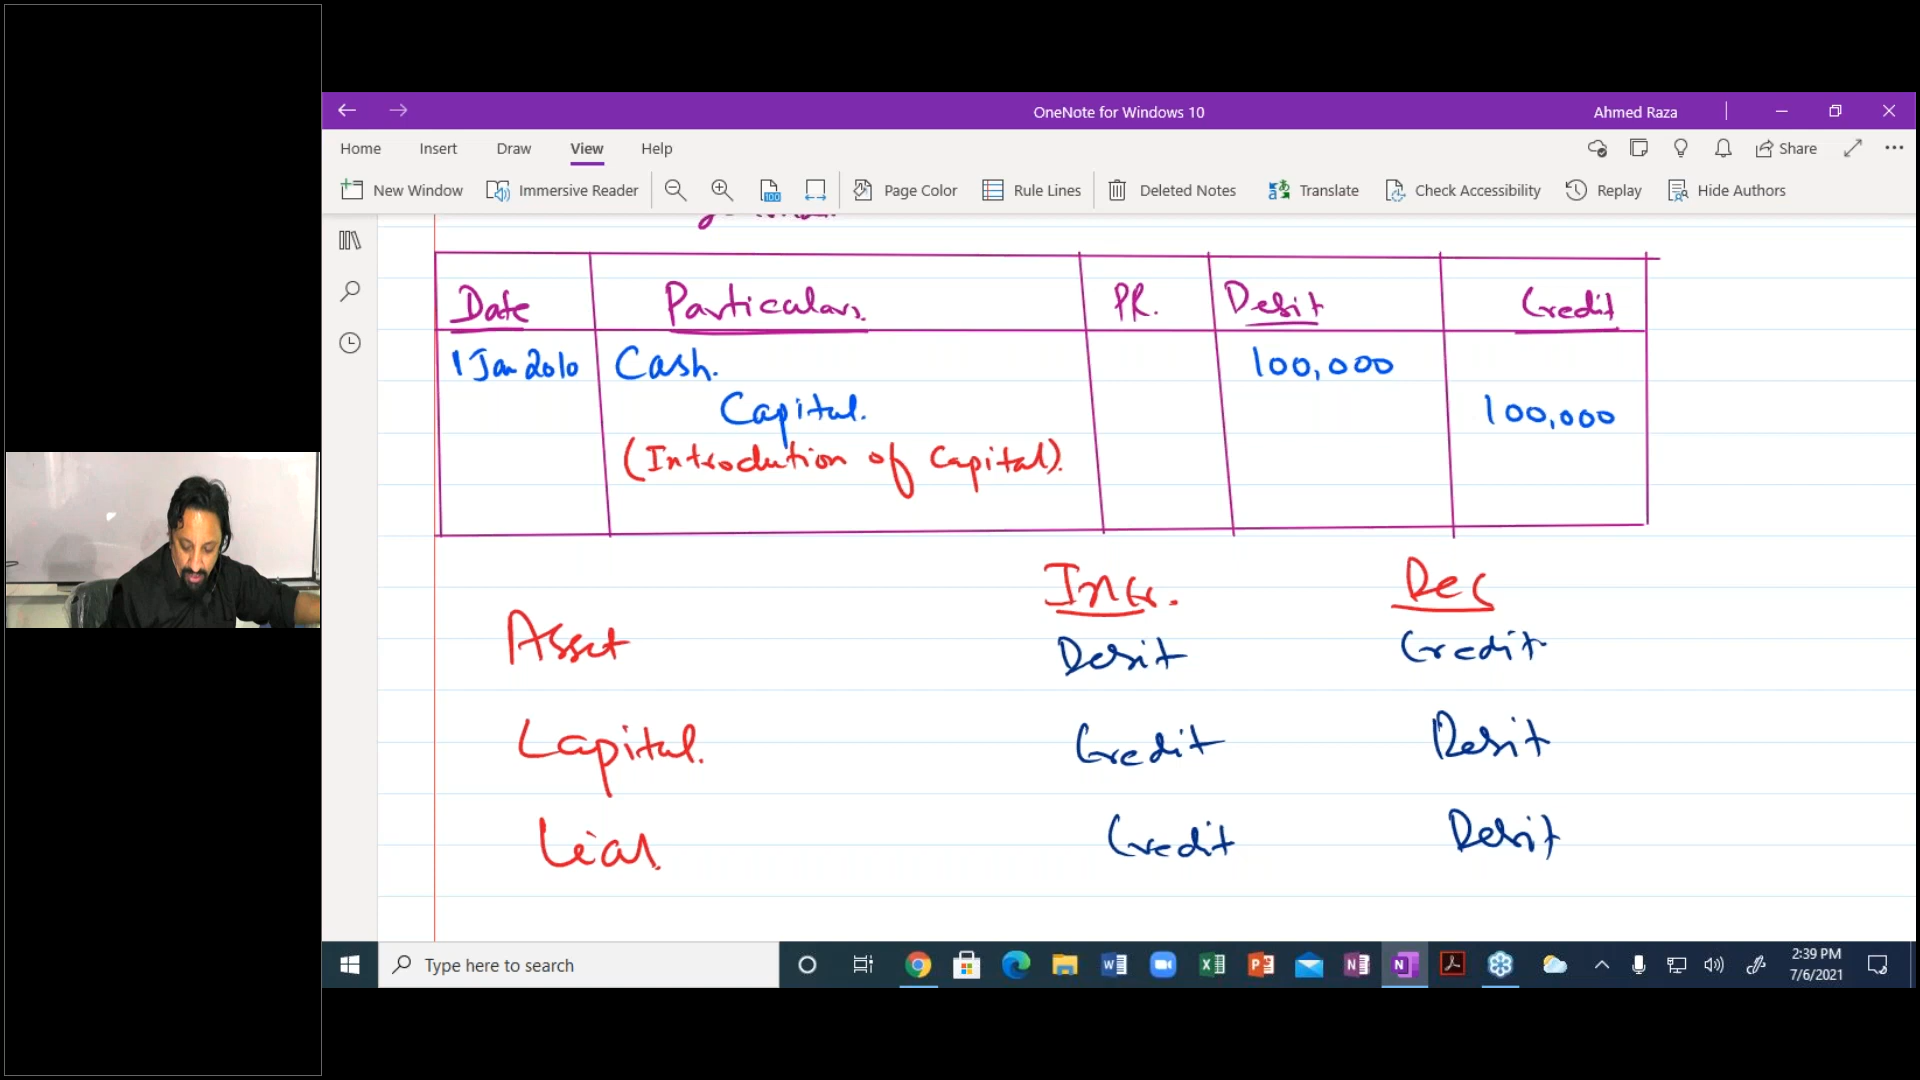 OneNote for Windows 10 Ahmed Raza
Home Insert Draw View Help Share
New Window Immersive Reader 100 Page Color Rule Lines Deleted Notes Translate Check Accessibility Replay Hide Authors
Date Particulars. PR. Debit Credit
1 Jan 2010 Cash. 100,000
Capital. 100,000
(Introdution of Capital).
Incr. Dec
Asset Debit Credit
Capital. Credit Debit
Liab. Credit Debit
Type here to search 2:39 PM
7/6/2021